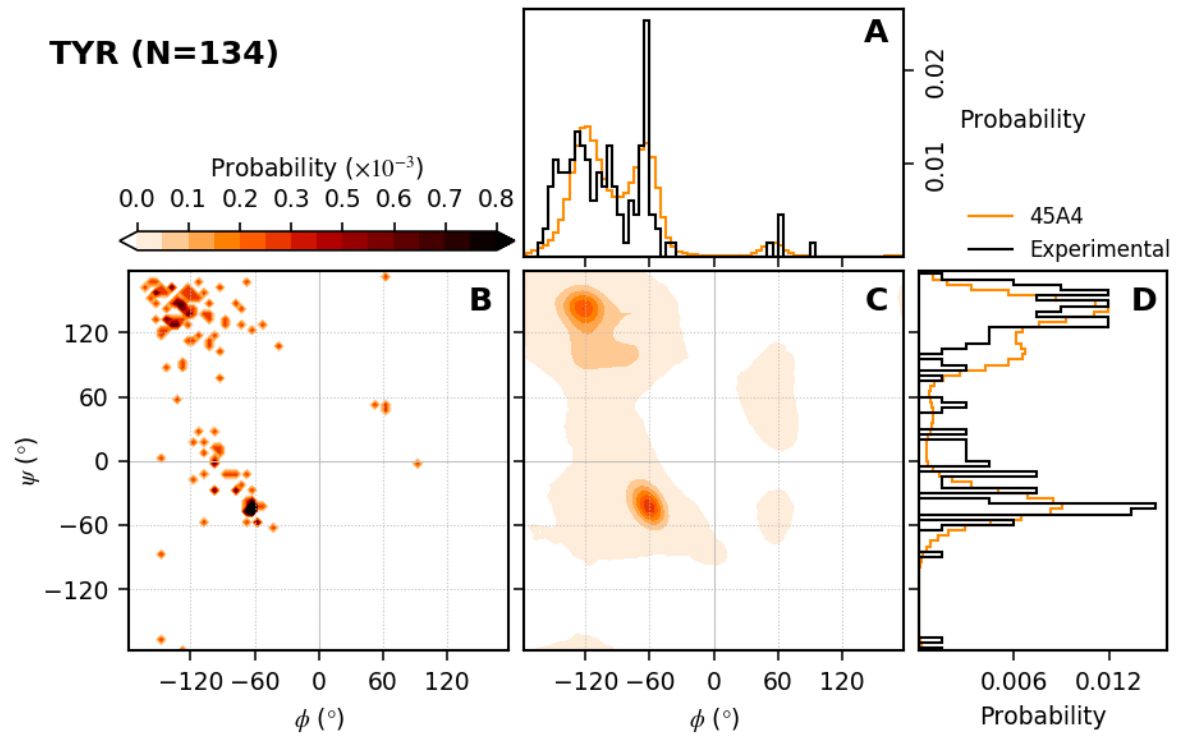 TYR (N=134)
A
0.02
0.01
Probability
Probability (×10⁻³)
0.0 0.1 0.2 0.3 0.5 0.6 0.7 0.8
45A4
Experimental
B
C
D
120
60
0
−60
−120
ψ (°)
−120 −60 0 60 120
−120 −60 0 60 120
0.006 0.012
ϕ (°)
ϕ (°)
Probability